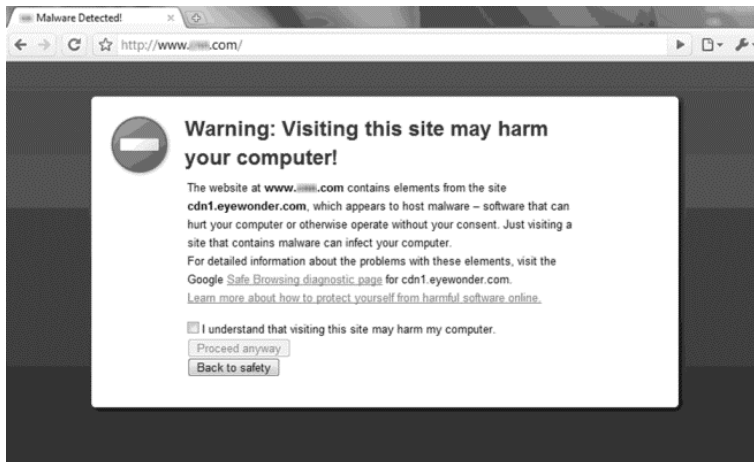 Malware Detected!
http://www. .com/
Warning: Visiting this site may harm
your computer!
The website at www. .com contains elements from the site
cdn1.eyewonder.com, which appears to host malware – software that can
hurt your computer or otherwise operate without your consent. Just visiting a
site that contains malware can infect your computer.
For detailed information about the problems with these elements, visit the
Google Safe Browsing diagnostic page for cdn1.eyewonder.com.
Learn more about how to protect yourself from harmful software online.
I understand that visiting this site may harm my computer.
Proceed anyway
Back to safety